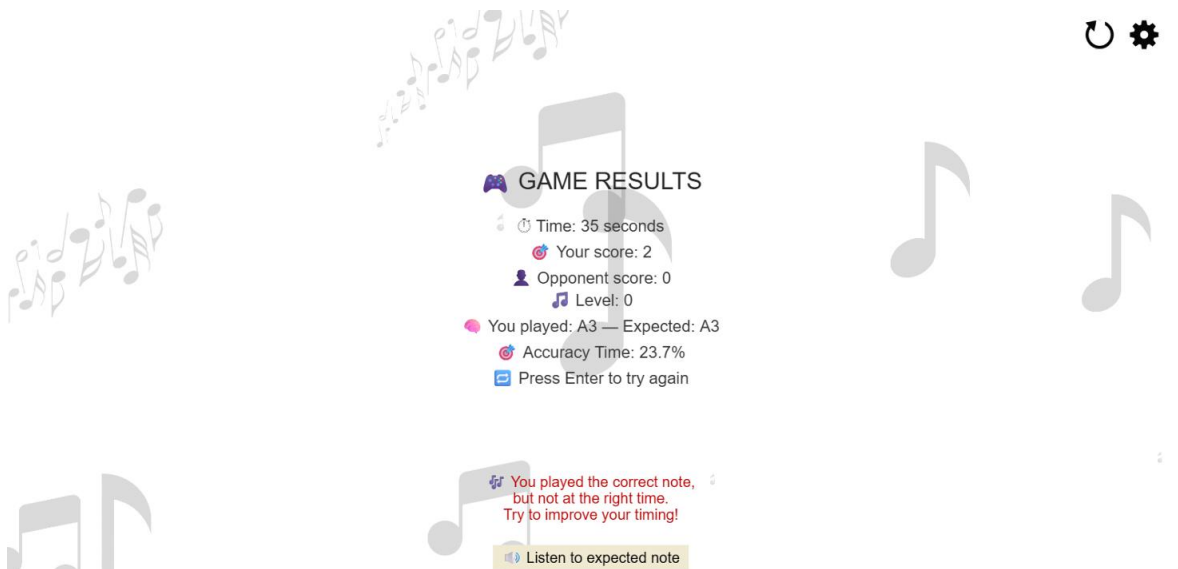 🎮 GAME RESULTS
⏱ Time: 35 seconds
🎯 Your score: 2
👤 Opponent score: 0
🎵 Level: 0
🧠 You played: A3 — Expected: A3
🎯 Accuracy Time: 23.7%
🔁 Press Enter to try again
🎶 You played the correct note,
but not at the right time.
Try to improve your timing!
🔊 Listen to expected note